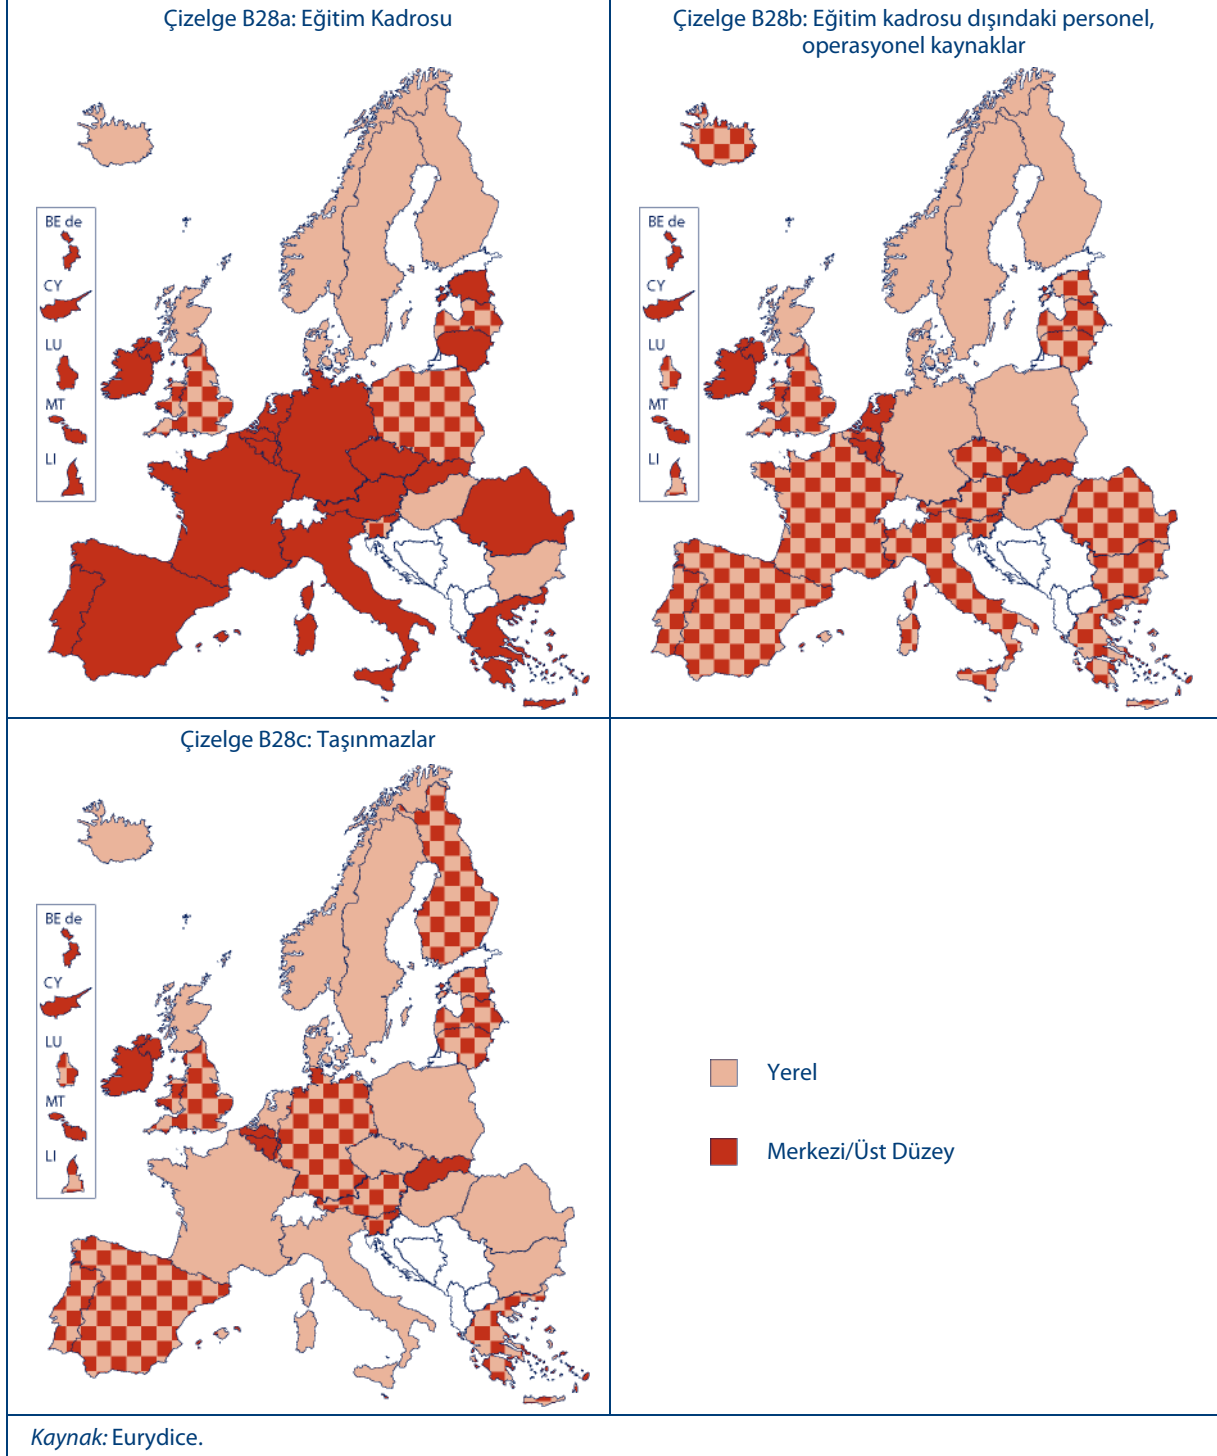 Çizelge B28a: Eğitim Kadrosu
BE de
CY
LU
MT
LI
Çizelge B28b: Eğitim kadrosu dışındaki personel,
operasyonel kaynaklar
BE de
CY
LU
MT
LI
Çizelge B28c: Taşınmazlar
BE de
CY
LU
MT
LI
Yerel
Merkezi/Üst Düzey
Kaynak: Eurydice.